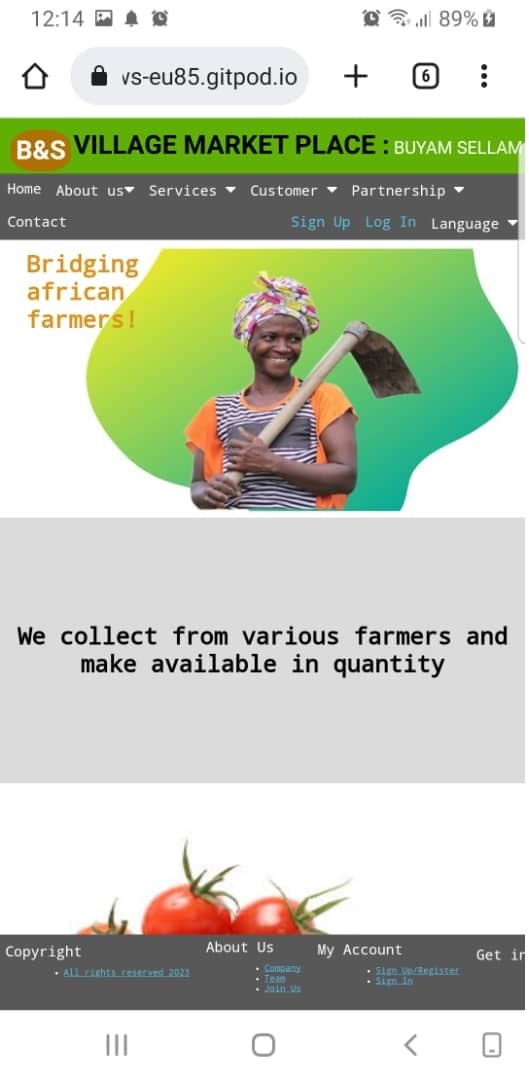 12:14
89%
vs-eu85.gitpod.io
6
B&S VILLAGE MARKET PLACE : BUYAM SELLAM
Home About us Services Customer Partnership
Contact Sign Up Log In Language
Bridging
african
farmers!
We collect from various farmers and
make available in quantity
Copyright
All rights reserved 2023
About Us
Company
Team
Join Us
My Account
Sign Up/Register
Sign In
Get in